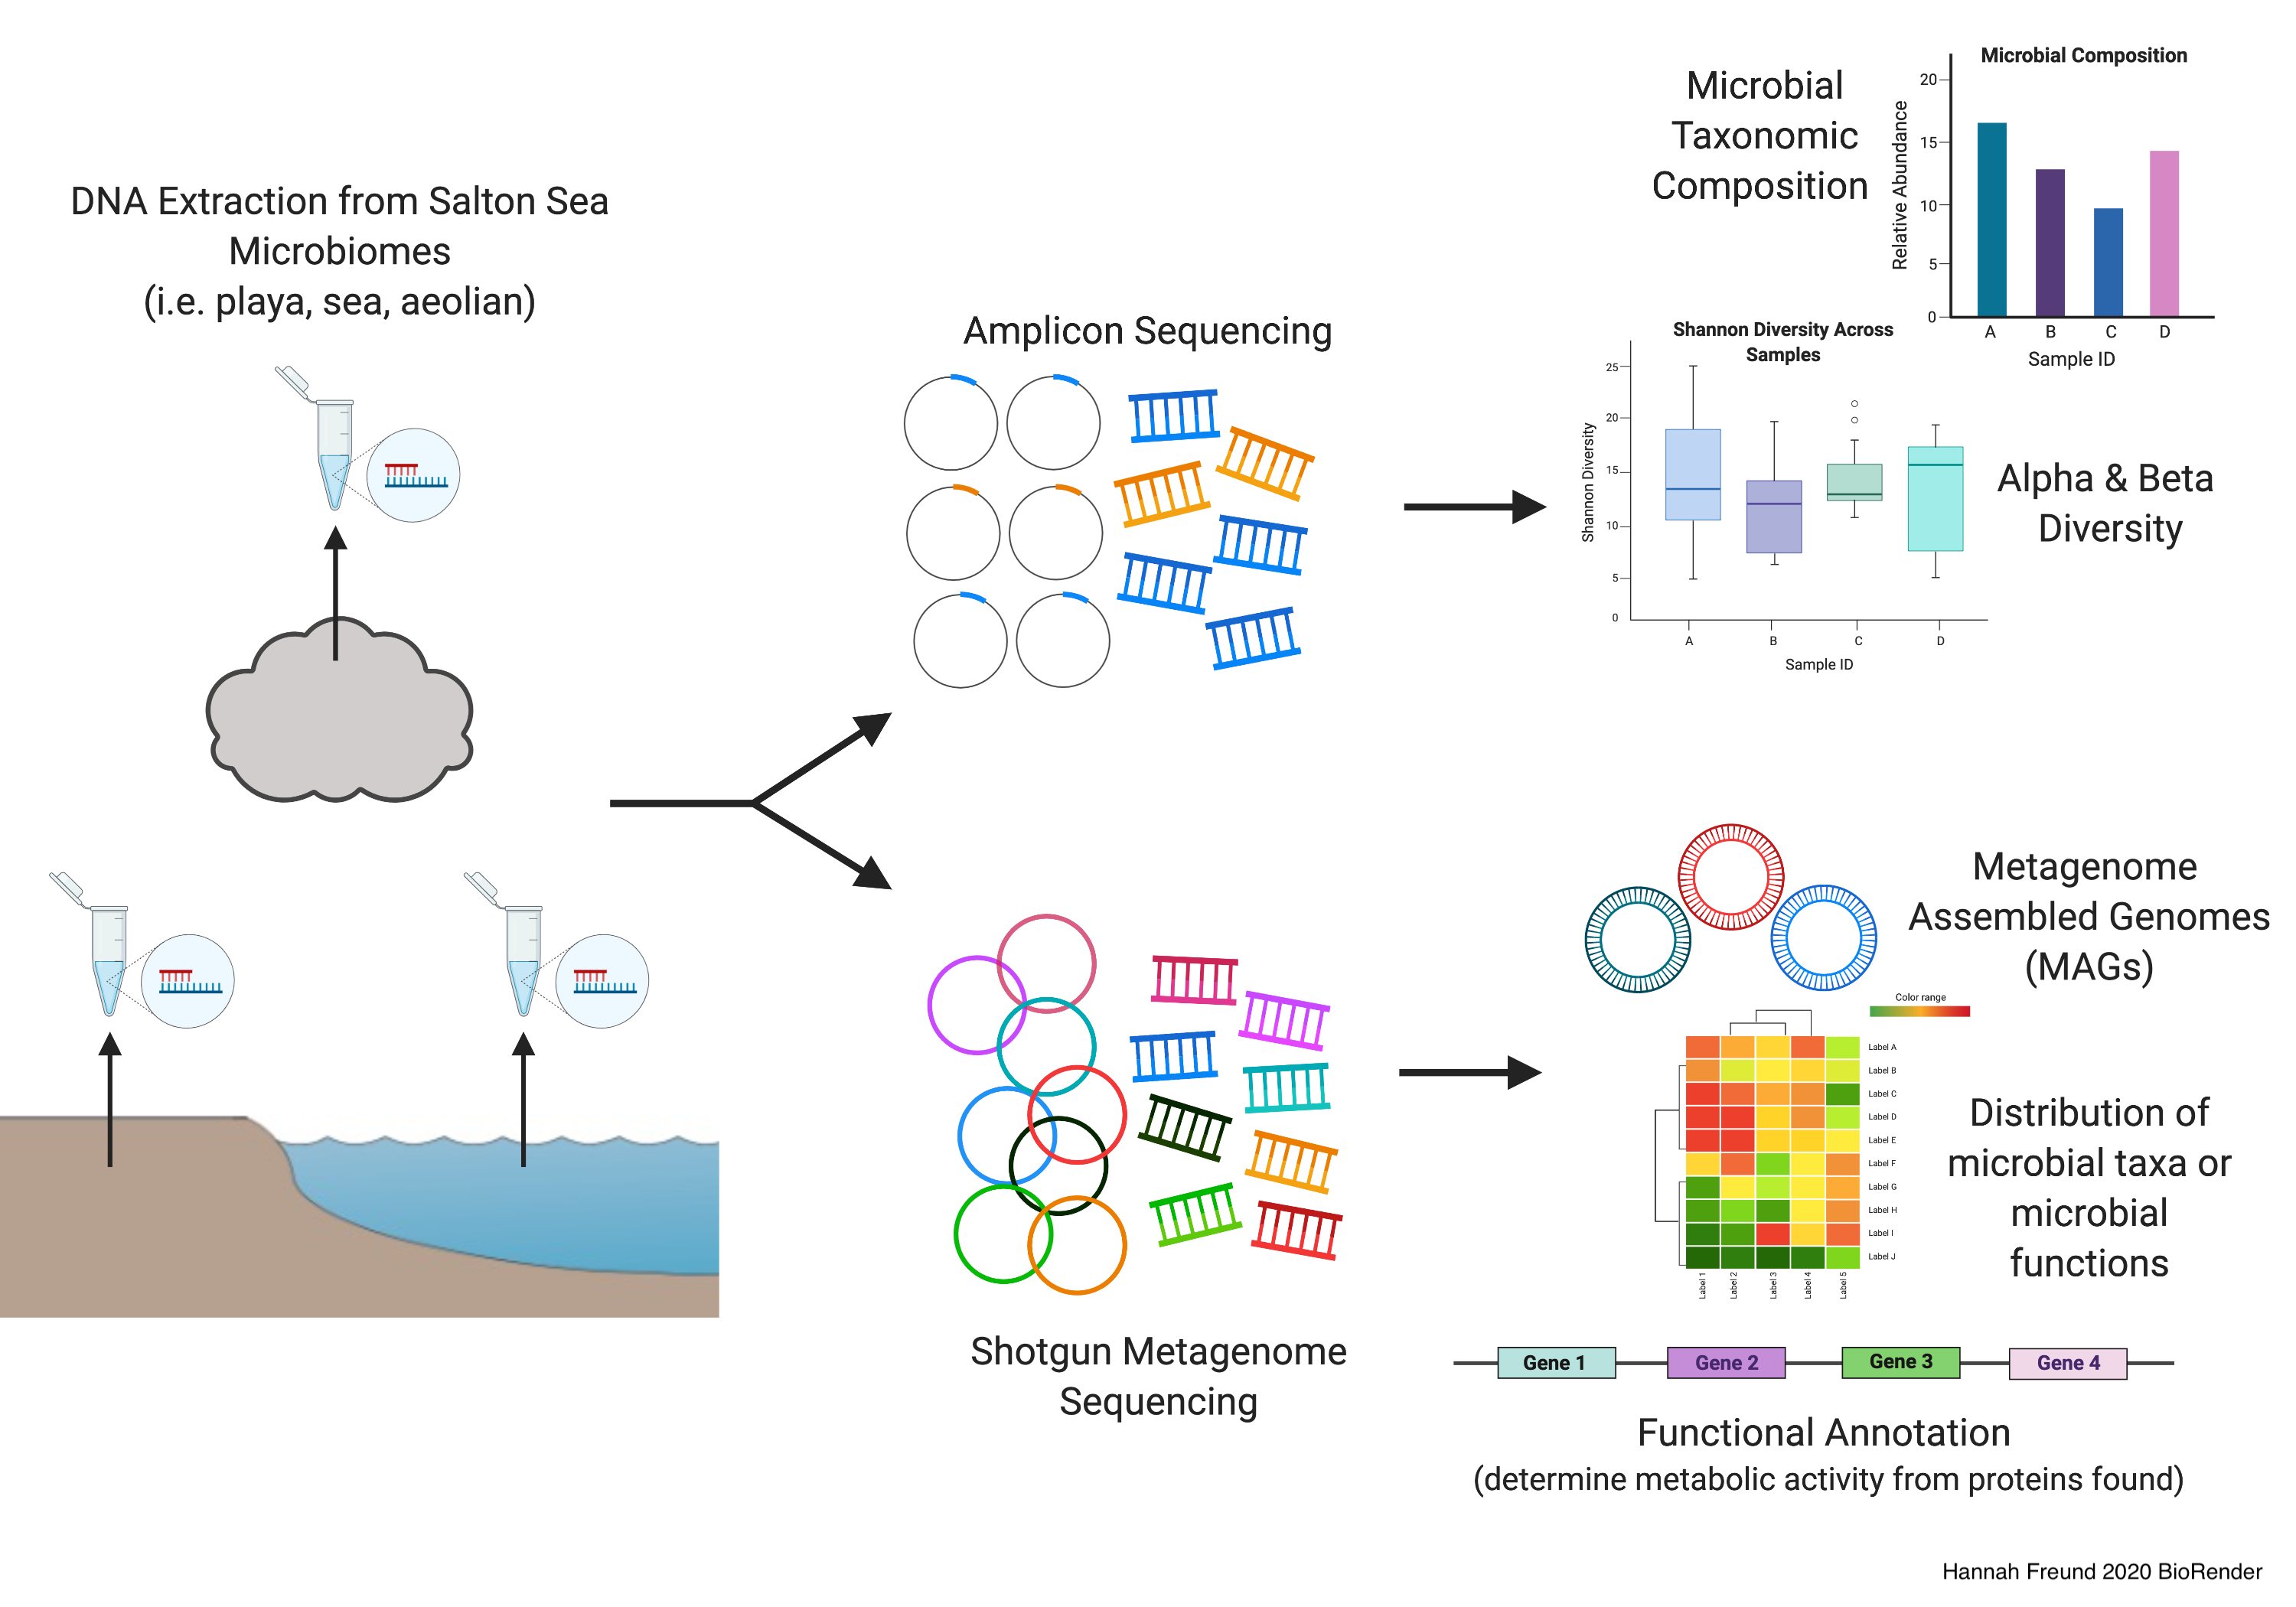 DNA Extraction from Salton Sea
Microbiomes
(i.e. playa, sea, aeolian)
Amplicon Sequencing
Microbial
Taxonomic
Composition
Microbial Composition
Relative Abundance
20
15
10
5
0
A B C D
Sample ID
Shannon Diversity Across
Samples
Shannon Diversity
25
20
15
10
5
0
A B C D
Sample ID
Alpha & Beta
Diversity
Shotgun Metagenome
Sequencing
Metagenome
Assembled Genomes
(MAGs)
Color range
Label A
Label B
Label C
Label D
Label E
Label F
Label G
Label H
Label I
Label J
Label 1
Label 2
Label 3
Label 4
Label 5
Distribution of
microbial taxa or
microbial
functions
Gene 1 Gene 2 Gene 3 Gene 4
Functional Annotation
(determine metabolic activity from proteins found)
Hannah Freund 2020 BioRender